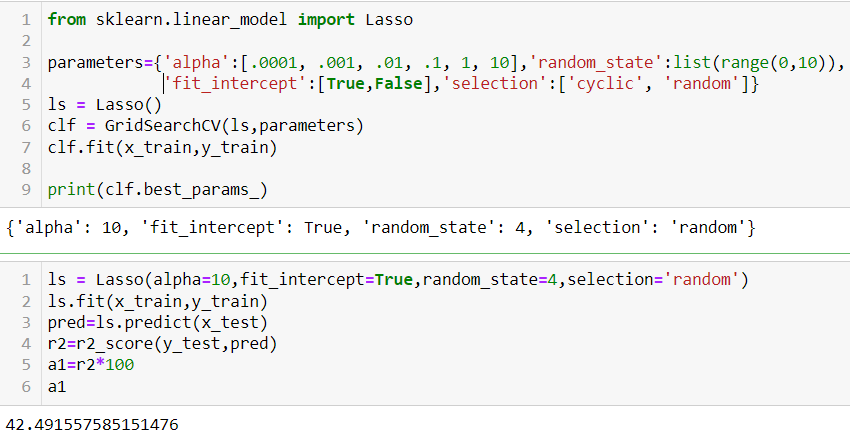 1 from sklearn.linear_model import Lasso
2
3 parameters={'alpha':[.0001, .001, .01, .1, 1, 10],'random_state':list(range(0,10)),
4 'fit_intercept':[True,False],'selection':['cyclic', 'random']}
5 ls = Lasso()
6 clf = GridSearchCV(ls,parameters)
7 clf.fit(x_train,y_train)
8
9 print(clf.best_params_)
{'alpha': 10, 'fit_intercept': True, 'random_state': 4, 'selection': 'random'}
1 ls = Lasso(alpha=10,fit_intercept=True,random_state=4,selection='random')
2 ls.fit(x_train,y_train)
3 pred=ls.predict(x_test)
4 r2=r2_score(y_test,pred)
5 a1=r2*100
6 a1
42.491557585151476